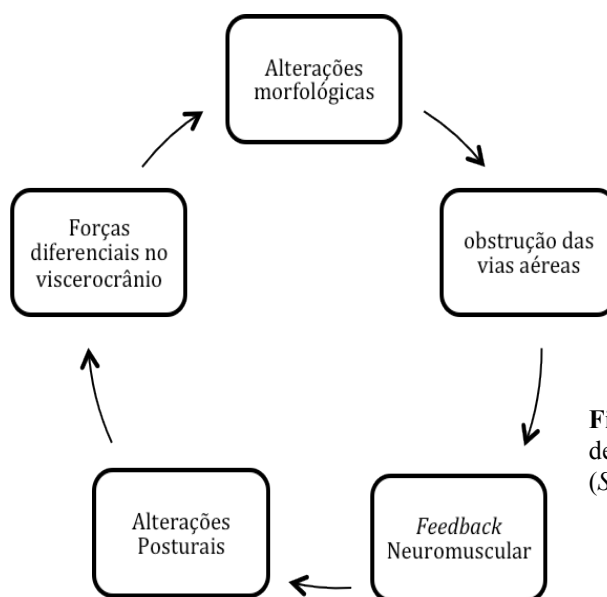 Alterações
morfológicas
Forças
diferenciais no
viscerocrânio
obstrução das
vias aéreas
Alterações
Posturais
Feedback
Neuromuscular